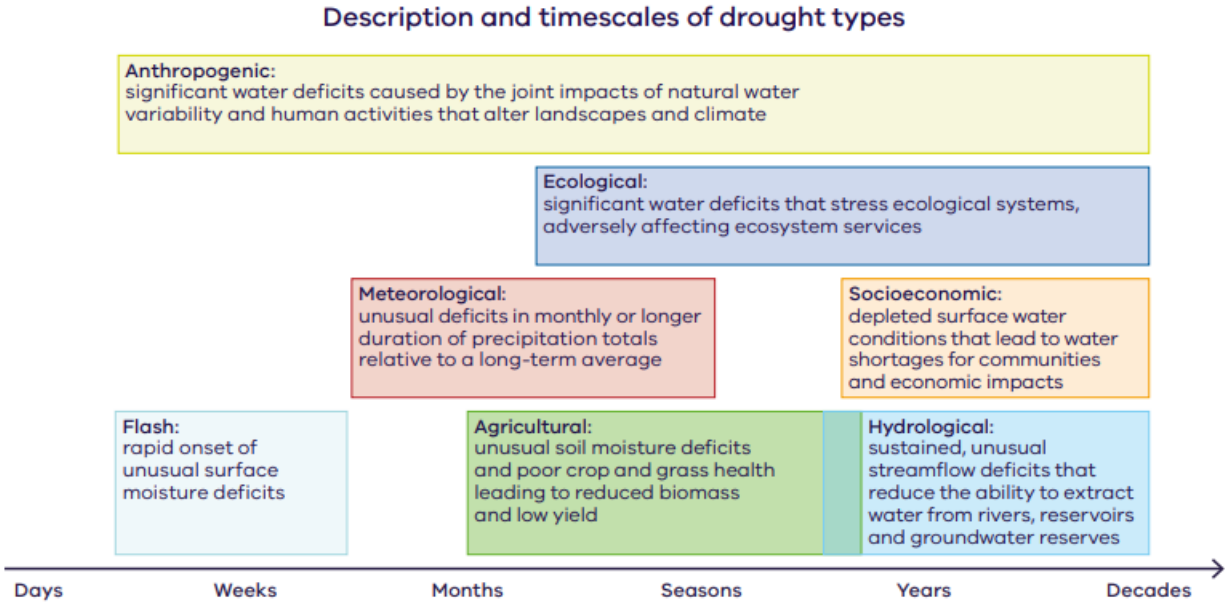 Description and timescales of drought types
Anthropogenic:
significant water deficits caused by the joint impacts of natural water
variability and human activities that alter landscapes and climate
Ecological:
significant water deficits that stress ecological systems,
adversely affecting ecosystem services
Meteorological:
unusual deficits in monthly or longer
duration of precipitation totals
relative to a long-term average
Socioeconomic:
depleted surface water
conditions that lead to water
shortages for communities
and economic impacts
Flash:
rapid onset of
unusual surface
moisture deficits
Agricultural:
unusual soil moisture deficits
and poor crop and grass health
leading to reduced biomass
and low yield
Hydrological:
sustained, unusual
streamflow deficits that
reduce the ability to extract
water from rivers, reservoirs
and groundwater reserves
Days Weeks Months Seasons Years Decades